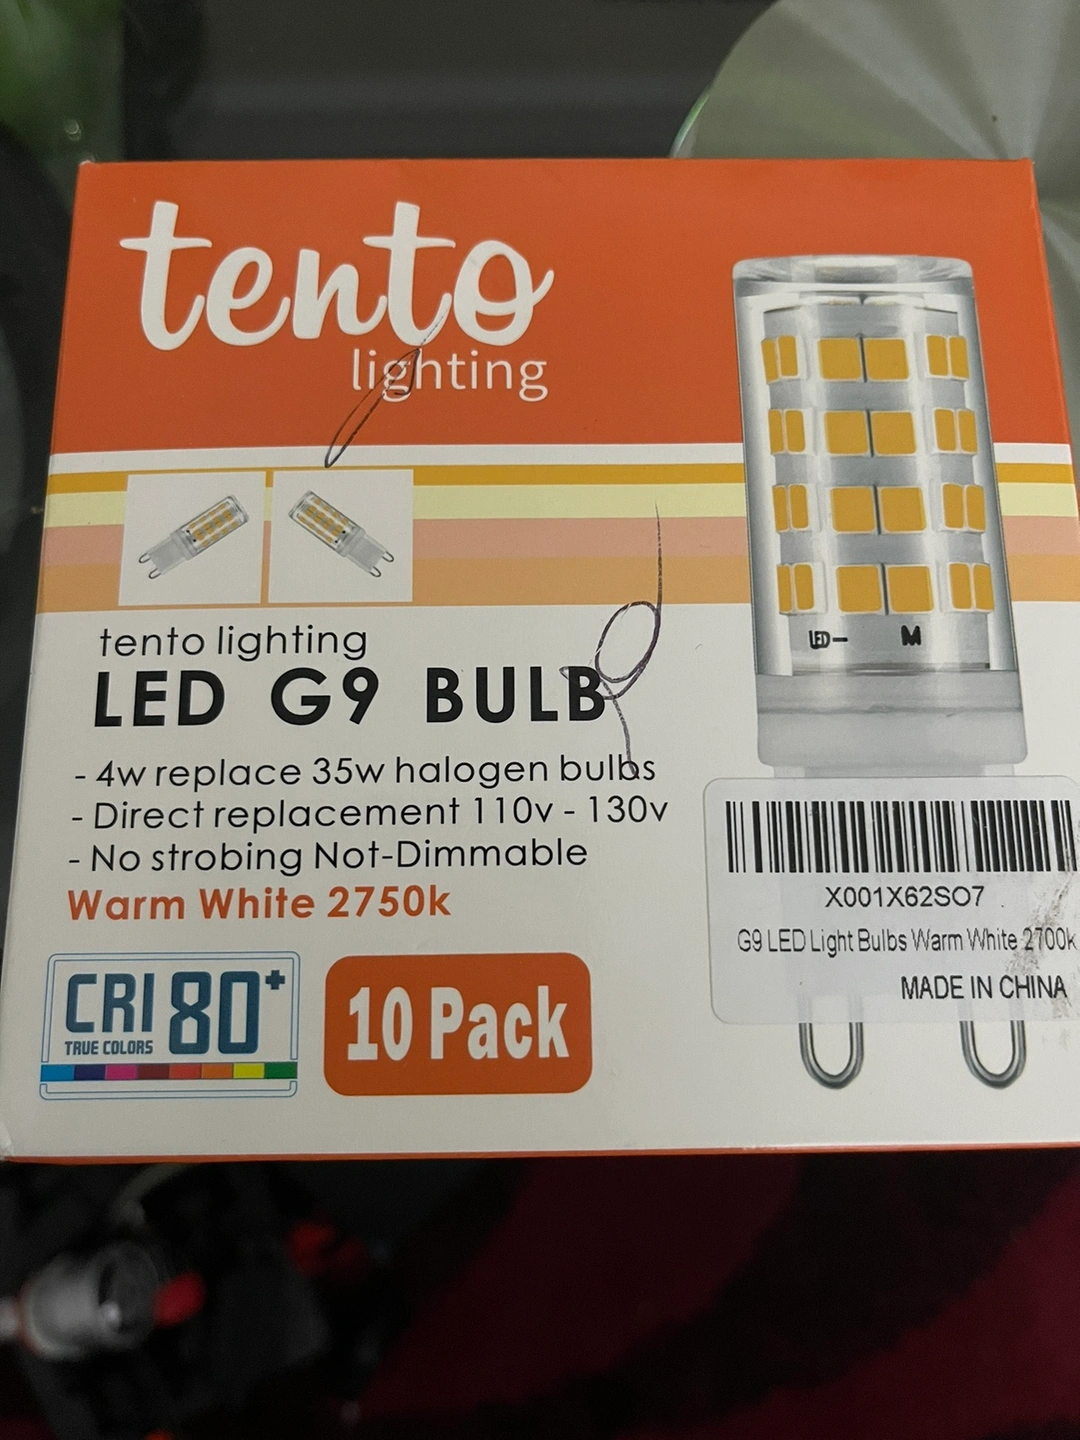 tento
lighting
tento lighting
LED G9 BULB
- 4w replace 35w halogen bulbs
- Direct replacement 110v - 130v
- No strobing Not-Dimmable
Warm White 2750k
CRI 80+
TRUE COLORS
10 Pack
LED- M
X001X62SO7
G9 LED Light Bulbs Warm White 2700k
MADE IN CHINA